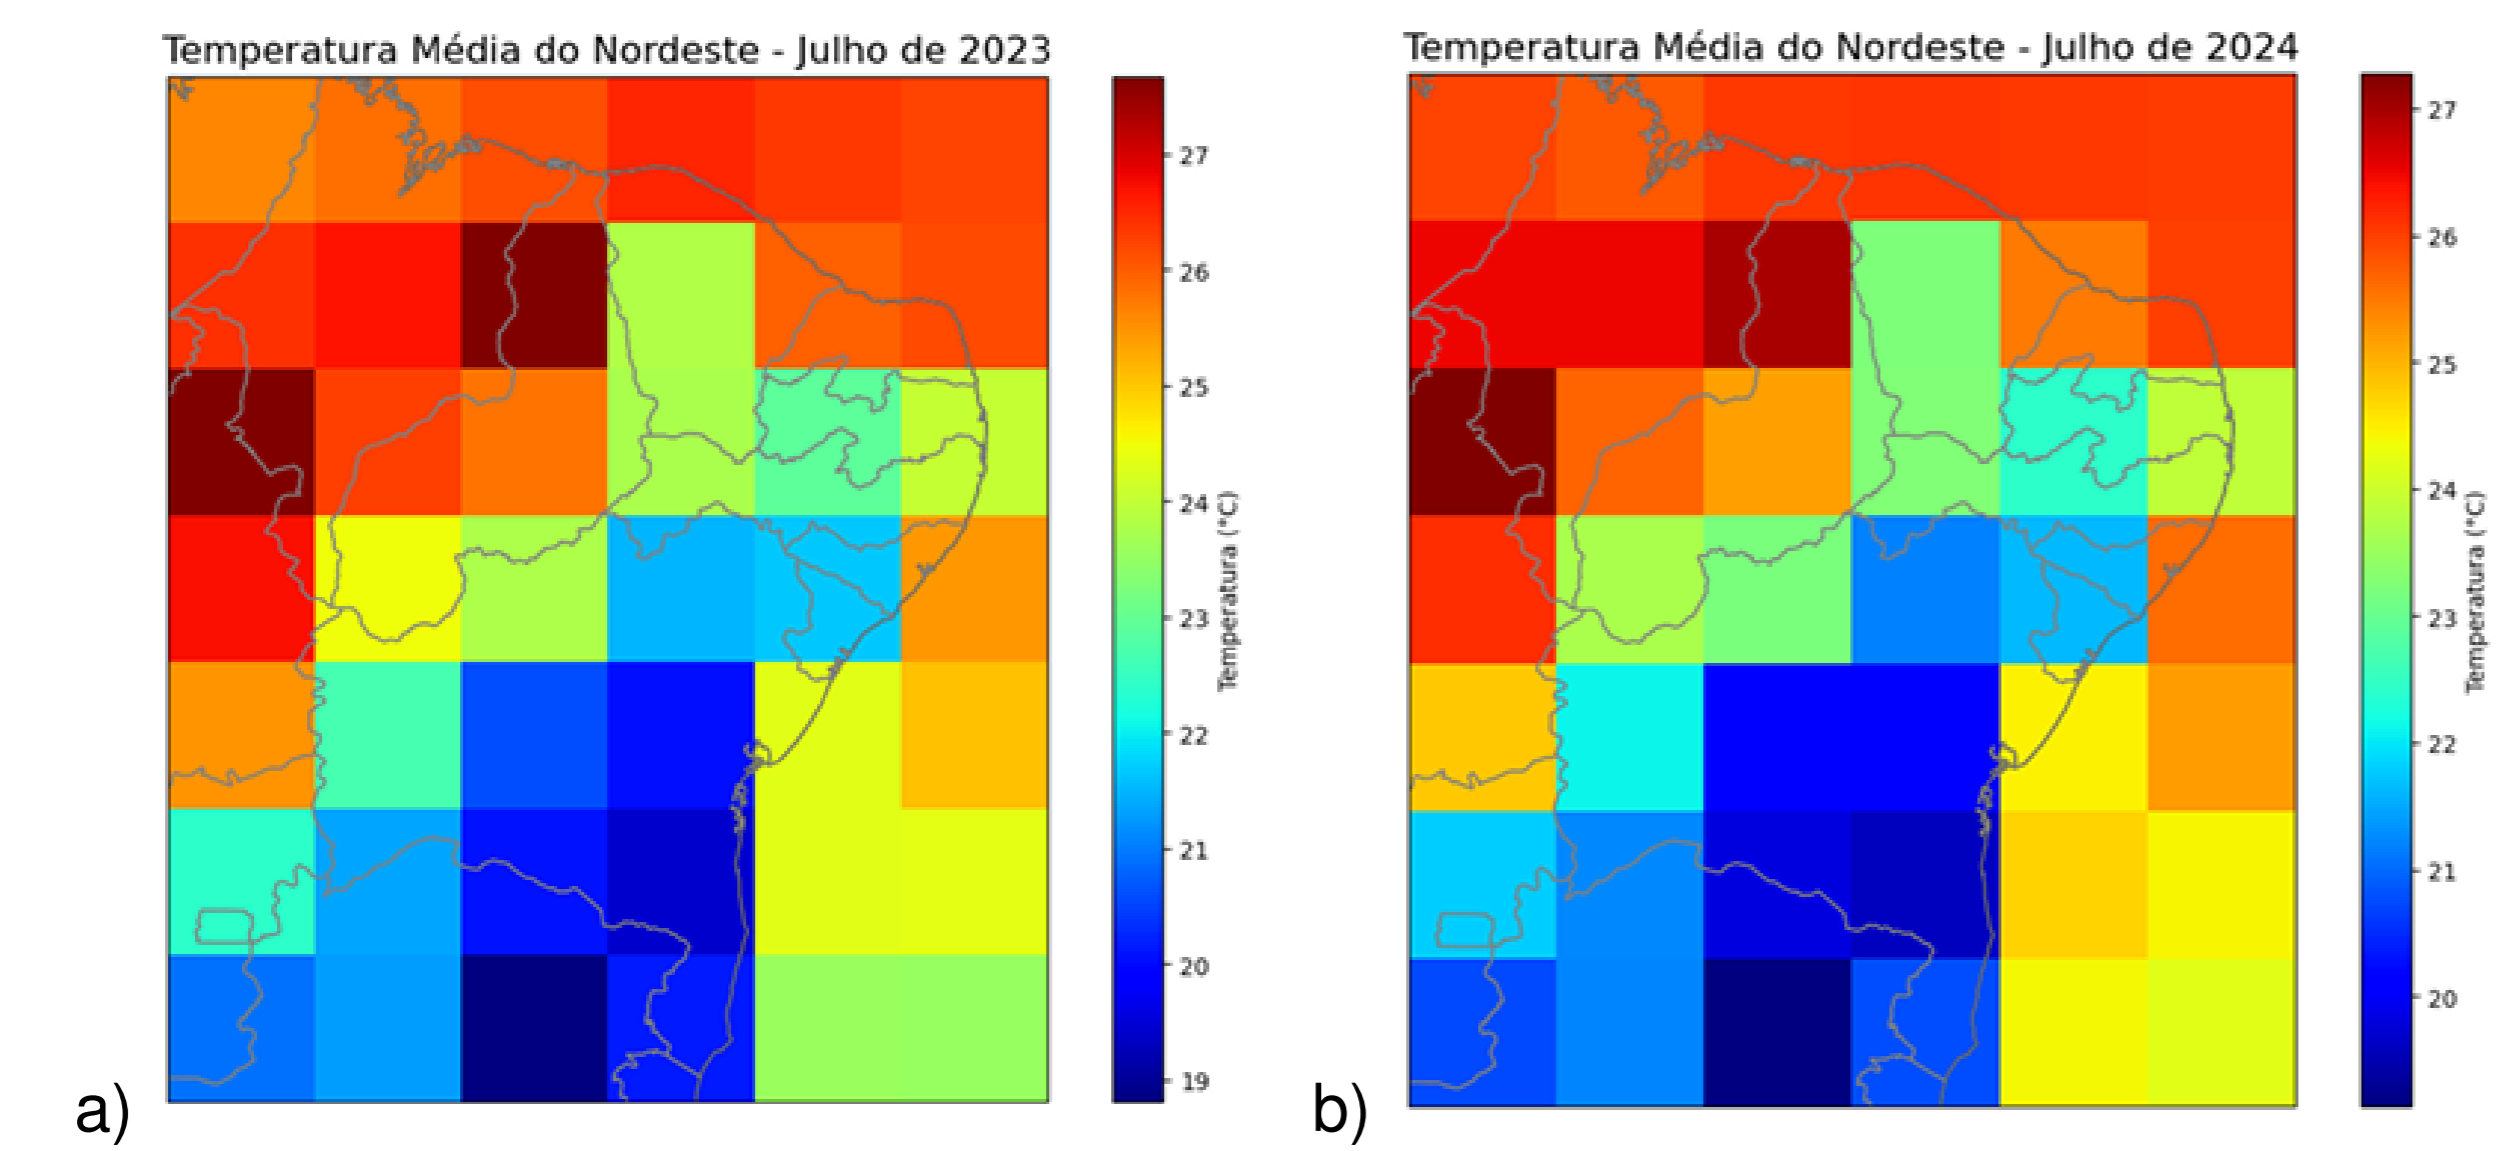 Temperatura Média do Nordeste - Julho de 2023
27
26
25
24
23
22
21
20
19
Temperatura (°C)
a)
Temperatura Média do Nordeste - Julho de 2024
27
26
25
24
23
22
21
20
Temperatura (°C)
b)